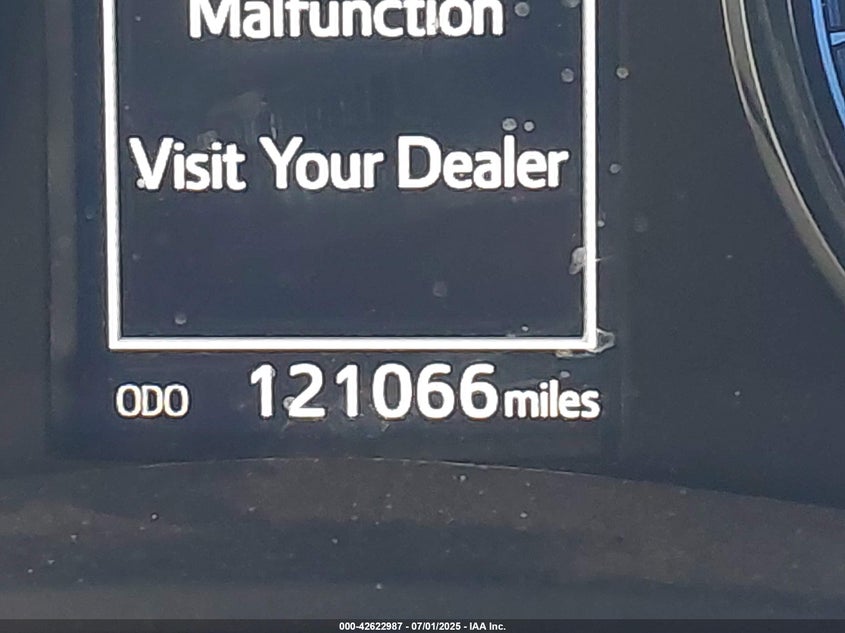 Malfunction
Visit Your Dealer
ODO 121066 miles
000-42622987 - 07/01/2025 - IAA Inc.